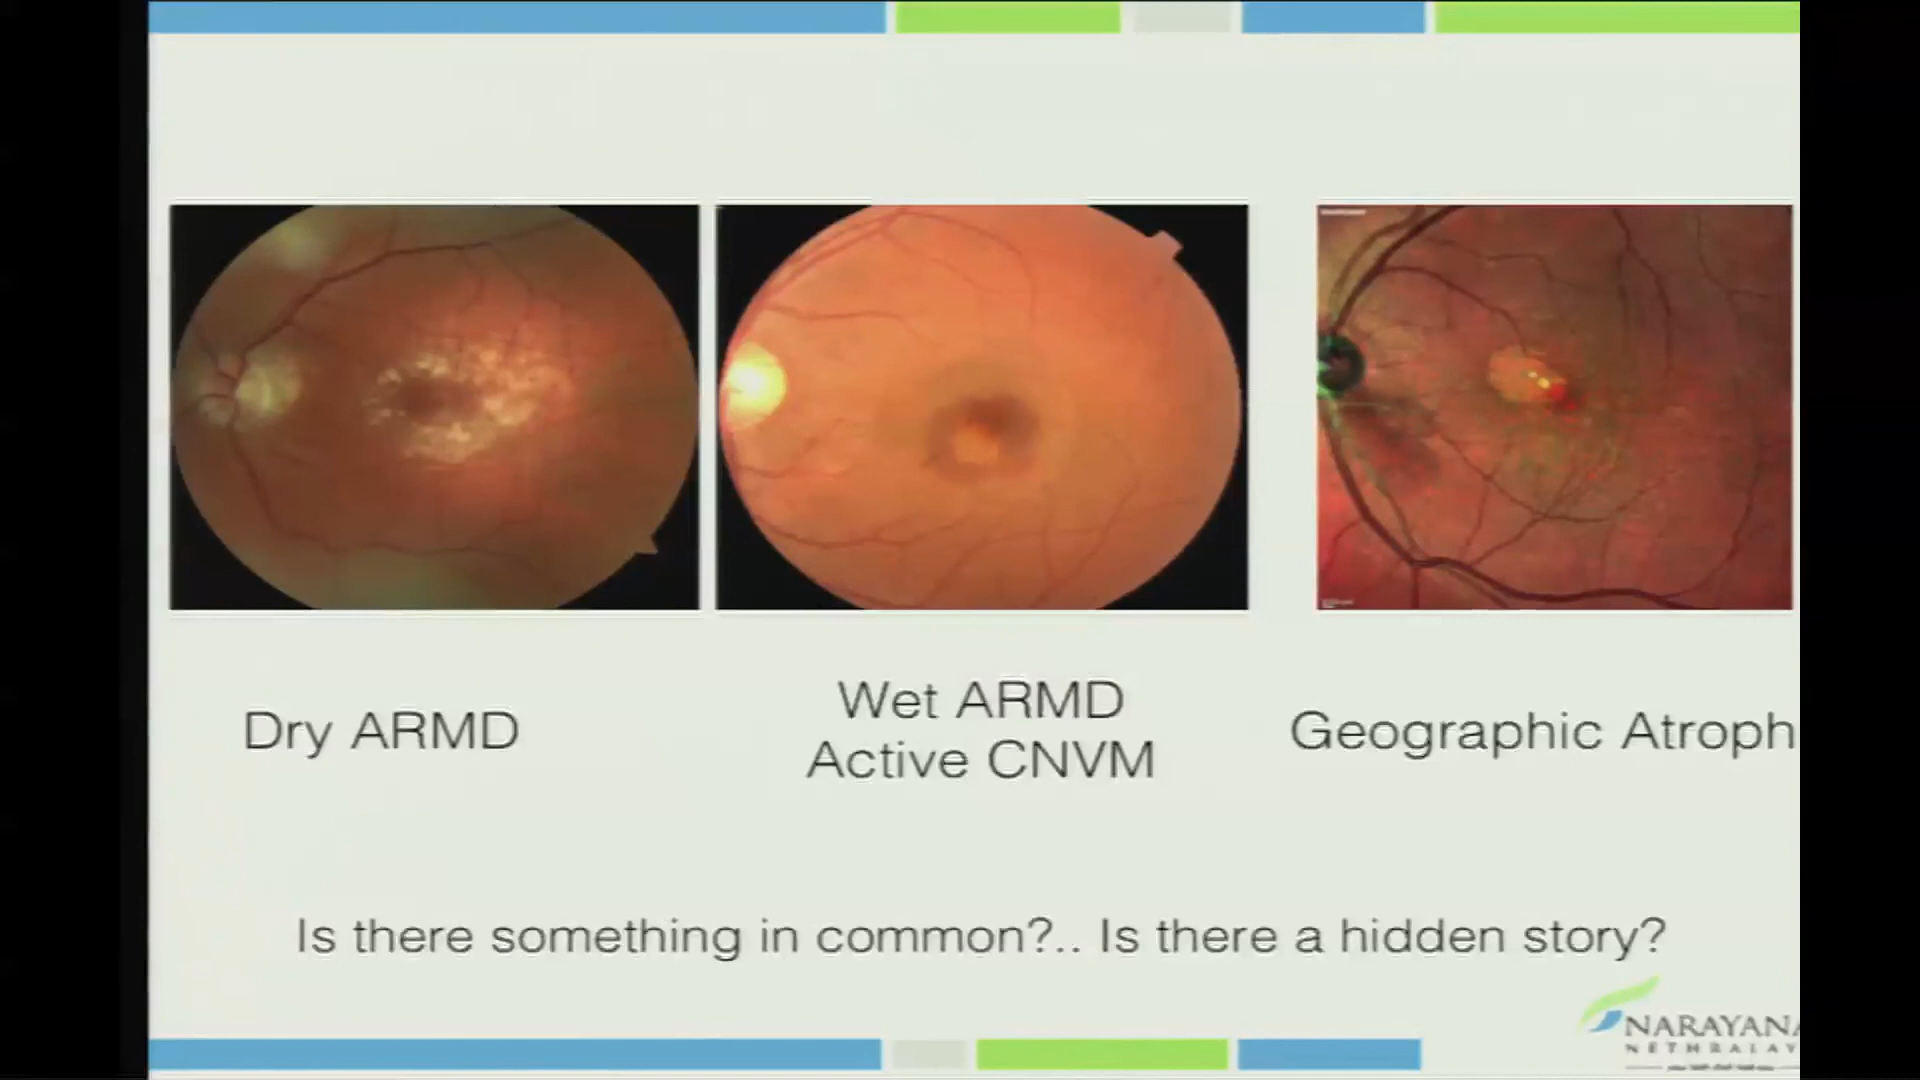 Dry ARMD
Wet ARMD
Active CNVM
Geographic Atroph
Is there something in common?.. Is there a hidden story?
NARAYANA
NETHRALAY